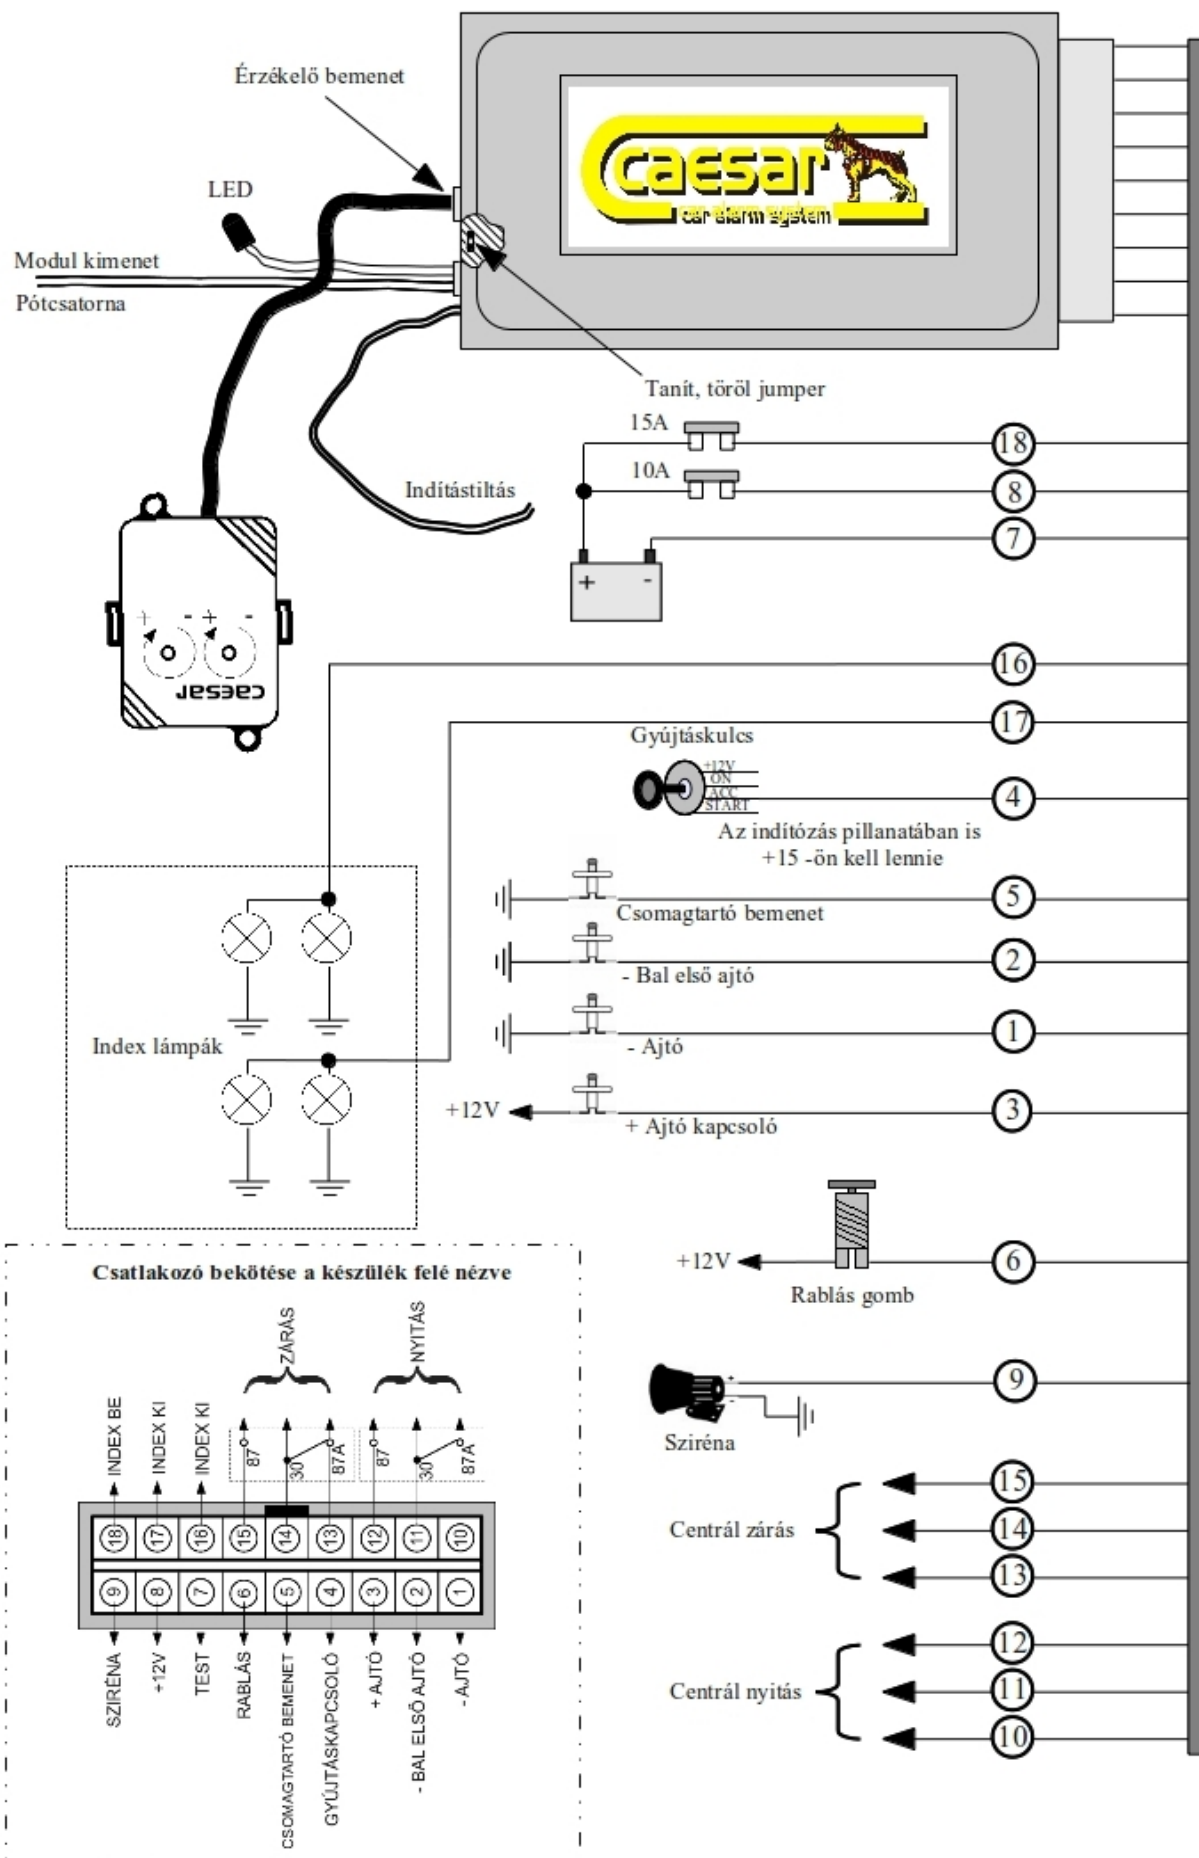 Érzékelő bemenet
caesar
car alarm system
LED
Modul kimenet
Pótcsatorna
Tanít, töröl jumper
15A
18
10A
8
Indítástiltás
7
+ -
+ - + -
caesar
16
17
Gyújtáskulcs
+12V
ON
ACC
START
4
Az indítózás pillanatában is
+15 -ön kell lennie
5
Csomagtartó bemenet
2
- Bal első ajtó
1
- Ajtó
Index lámpák
+12V
3
+ Ajtó kapcsoló
+12V
6
Rablás gomb
9
+
-
Sziréna
15
Centrál zárás
14
13
12
Centrál nyitás
11
10
Csatlakozó bekötése a készülék felé nézve
ZÁRÁS
NYITÁS
INDEX BE
INDEX KI
INDEX KI
87
30
87A
87
30
87A
18 17 16 15 14 13 12 11 10
9 8 7 6 5 4 3 2 1
SZIRÉNA
+12V
TEST
RABLÁS
CSOMAGTARTÓ BEMENET
GYÚJTÁSKAPCSOLÓ
+ AJTÓ
- BAL ELSŐ AJTÓ
- AJTÓ